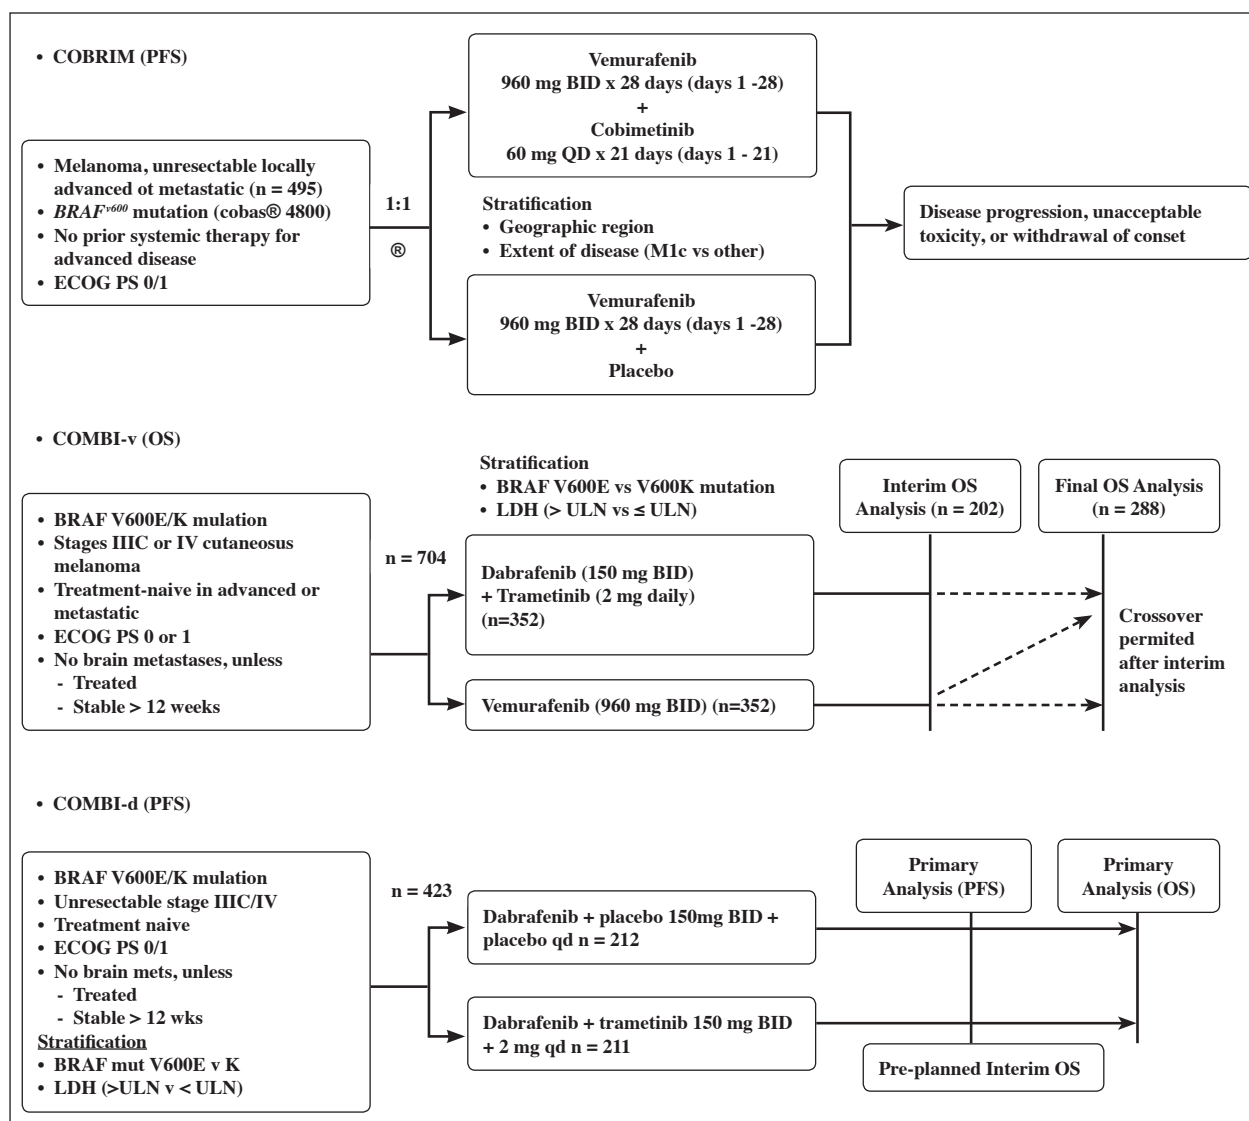 • COBRIM (PFS)
• Melanoma, unresectable locally
advanced ot metastatic (n = 495)
• BRAFv600 mutation (cobas® 4800)
• No prior systemic therapy for
advanced disease
• ECOG PS 0/1
1:1
®
Vemurafenib
960 mg BID x 28 days (days 1 -28)
+
Cobimetinib
60 mg QD x 21 days (days 1 - 21)
Stratification
• Geographic region
• Extent of disease (M1c vs other)
Vemurafenib
960 mg BID x 28 days (days 1 -28)
+
Placebo
Disease progression, unacceptable
toxicity, or withdrawal of conset
• COMBI-v (OS)
• BRAF V600E/K mulation
• Stages IIIC or IV cutaneosus
melanoma
• Treatment-naive in advanced or
metastatic
• ECOG PS 0 or 1
• No brain metastases, unless
- Treated
- Stable > 12 weeks
n = 704
Stratification
• BRAF V600E vs V600K mutation
• LDH (> ULN vs ≤ ULN)
Dabrafenib (150 mg BID)
+ Trametinib (2 mg daily)
(n=352)
Vemurafenib (960 mg BID) (n=352)
Interim OS
Analysis (n = 202)
Final OS Analysis
(n = 288)
Crossover
permited
after interim
analysis
• COMBI-d (PFS)
• BRAF V600E/K mulation
• Unresectable stage IIIC/IV
• Treatment naive
• ECOG PS 0/1
• No brain mets, unless
- Treated
- Stable > 12 wks
Stratification
• BRAF mut V600E v K
• LDH (>ULN v < ULN)
n = 423
Dabrafenib + placebo 150mg BID +
placebo qd n = 212
Dabrafenib + trametinib 150 mg BID
+ 2 mg qd n = 211
Primary
Analysis (PFS)
Primary
Analysis (OS)
Pre-planned Interim OS